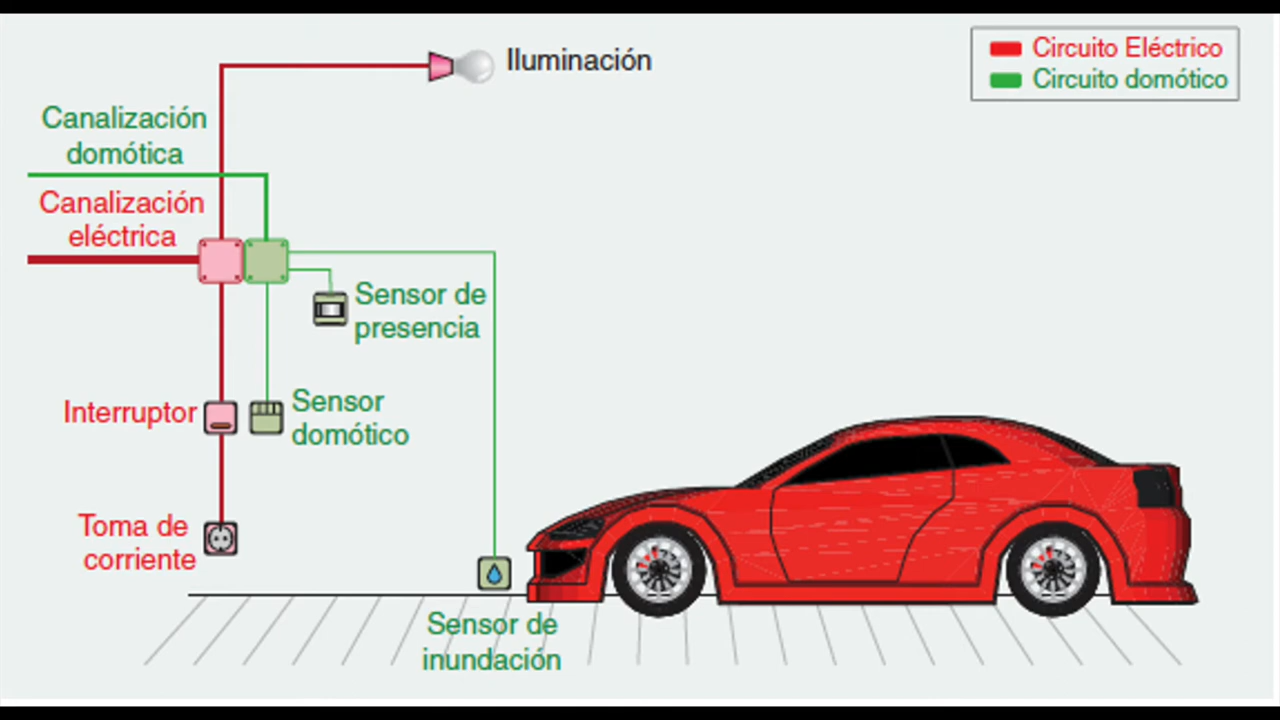 Iluminación
Circuito Eléctrico
Circuito domótico
Canalización
domótica
Canalización
eléctrica
Sensor de
presencia
Interruptor
Sensor
domótico
Toma de
corriente
Sensor de
inundación